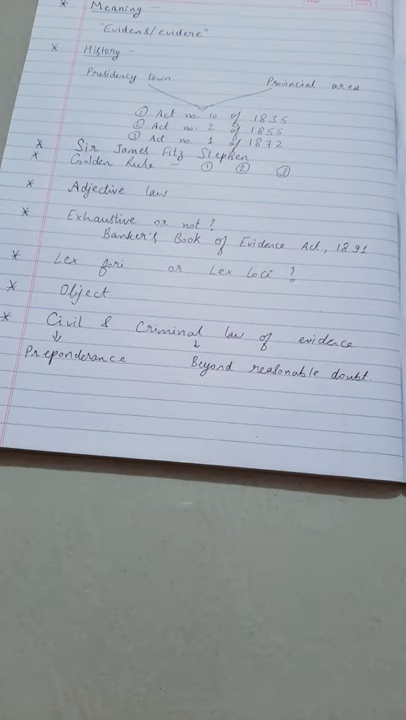 * Meaning -
"Evidens/evidere"
* History -
Presidency town Provincial area
① Act no. 10 of 1835
② Act no. 2 of 1855
③ Act no. 1 of 1872
* Sir James Fitz Stephen
* Golden Rule - ① ② ③
* Adjective law
* Exhaustive or not?
Banker's Book of Evidence Act, 1891
* Lex fori or Lex loci?
* Object
* Civil & Criminal law of evidence
↓ ↓
Preponderance Beyond reasonable doubt.